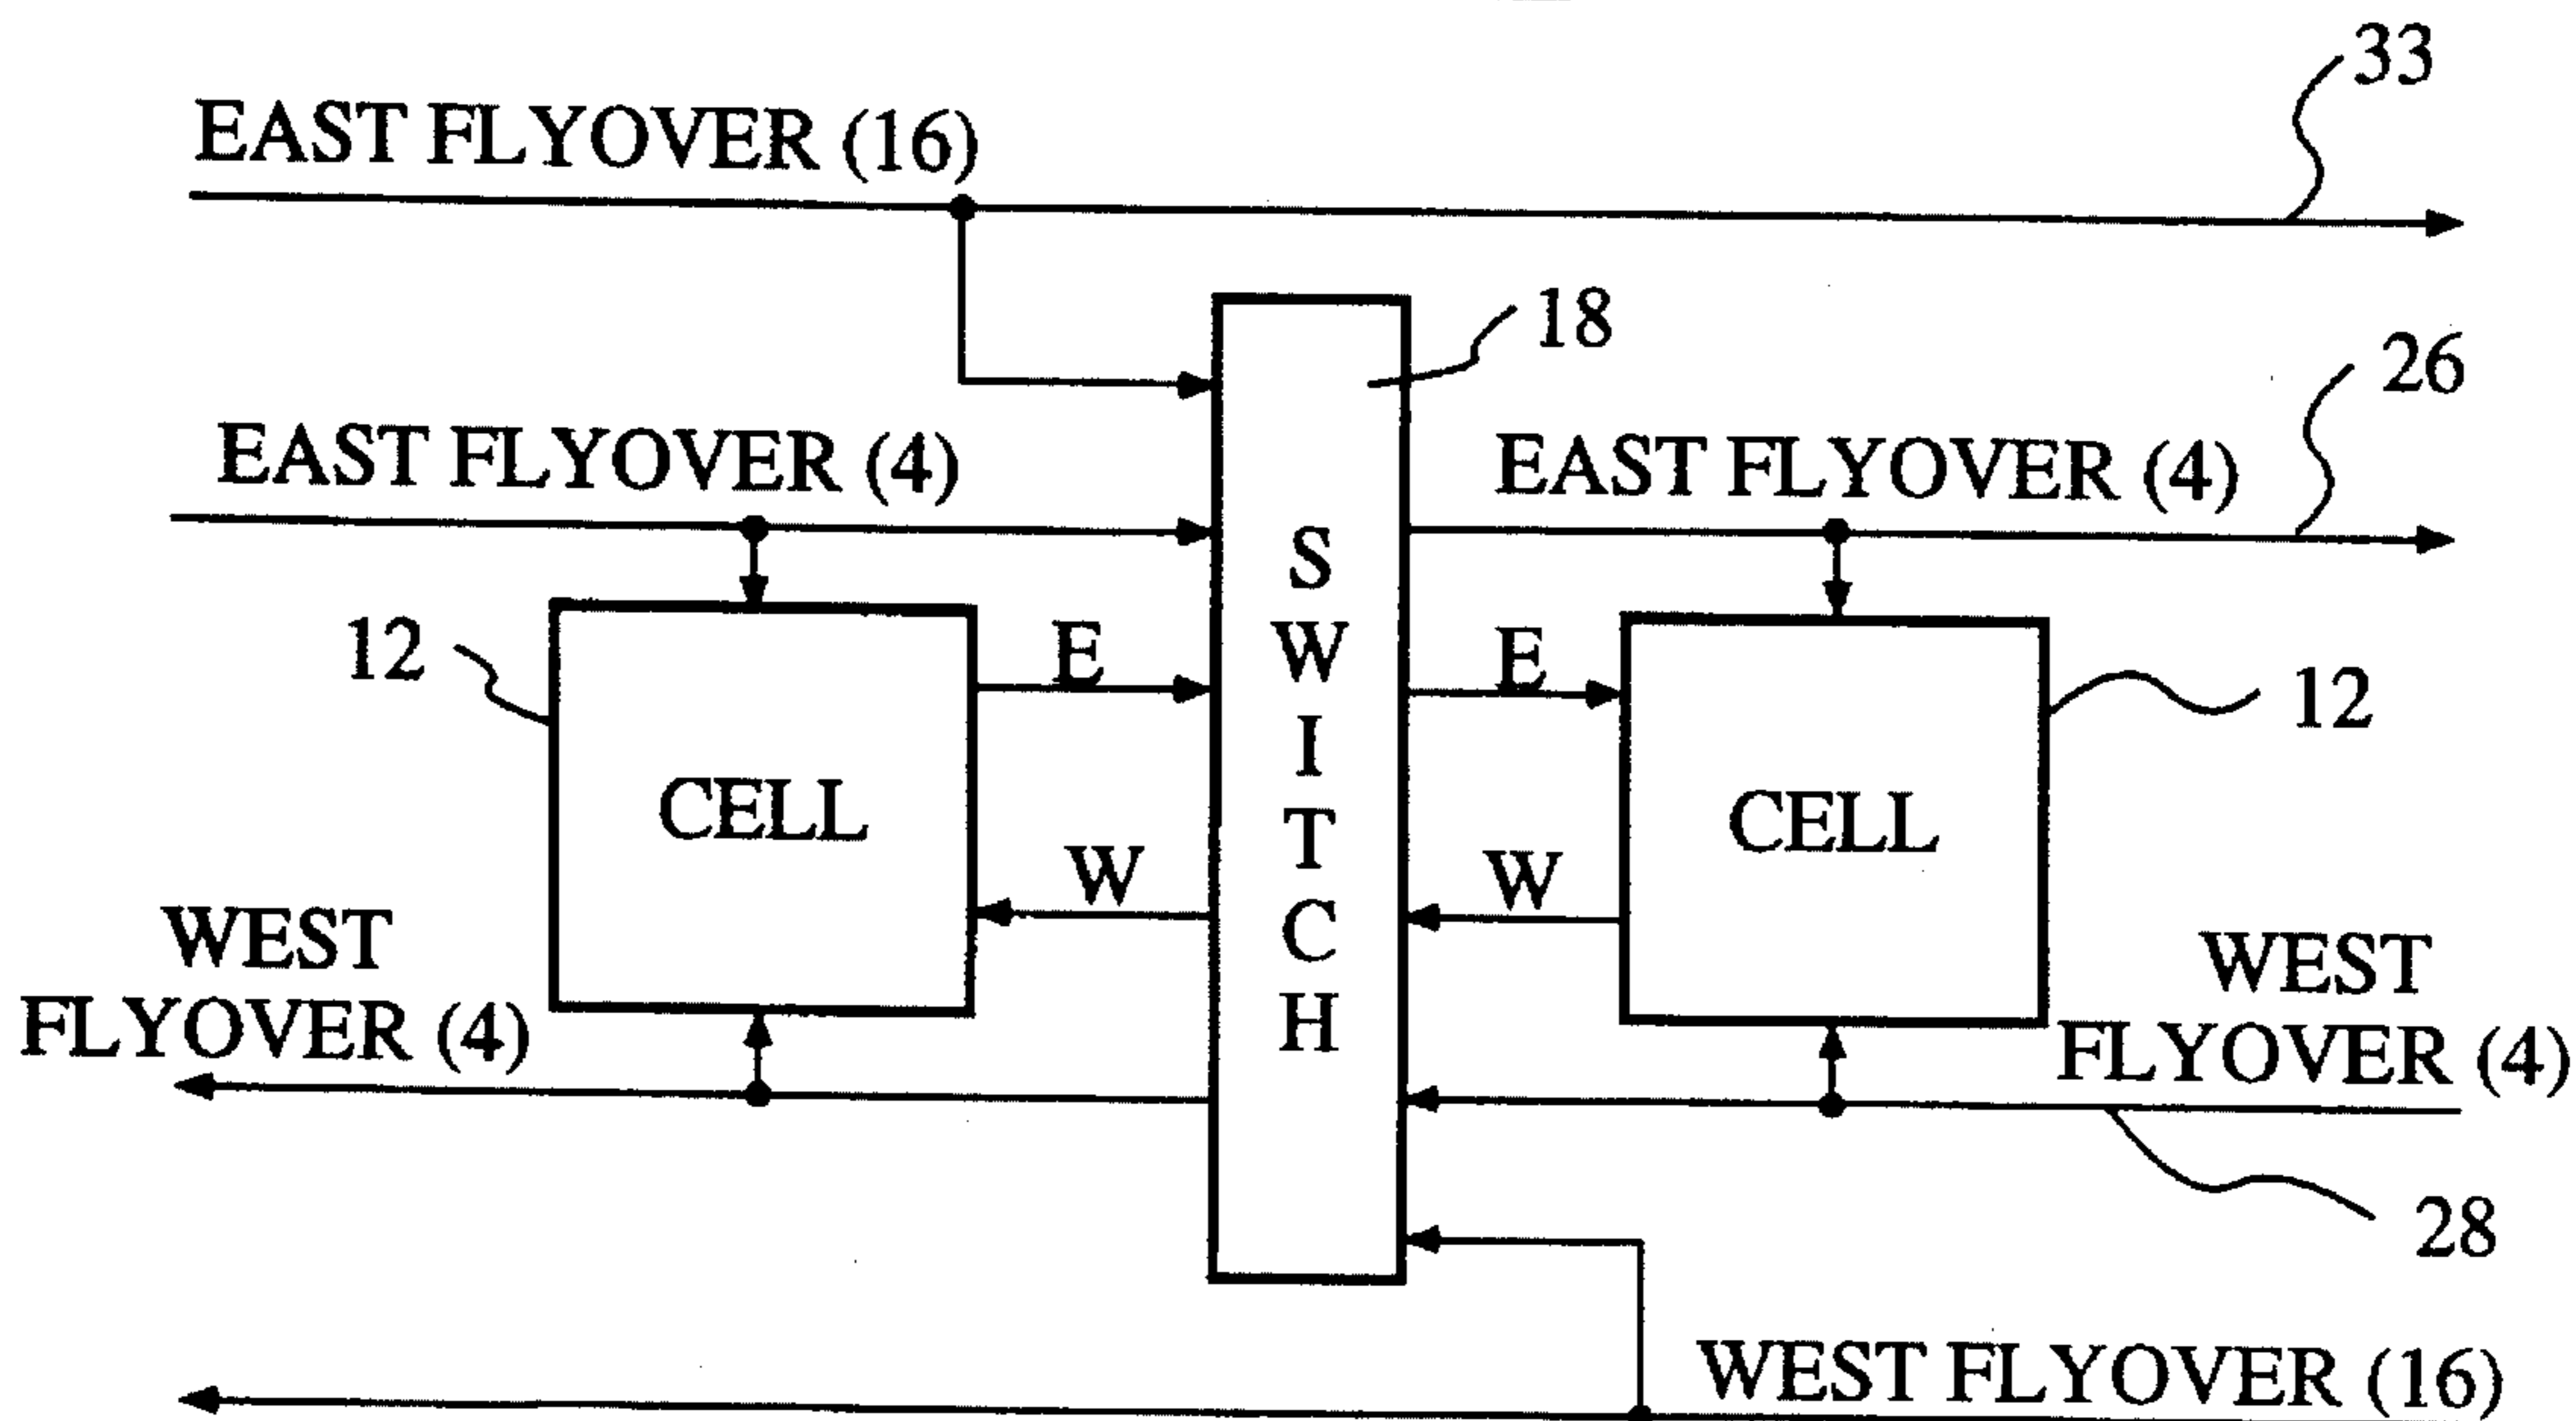 33
EAST FLYOVER (16)
18
26
EAST FLYOVER (4)
EAST FLYOVER (4)
SWITCH
12
E
E
12
CELL
CELL
W
W
WEST
FLYOVER (4)
WEST
FLYOVER (4)
28
WEST FLYOVER (16)